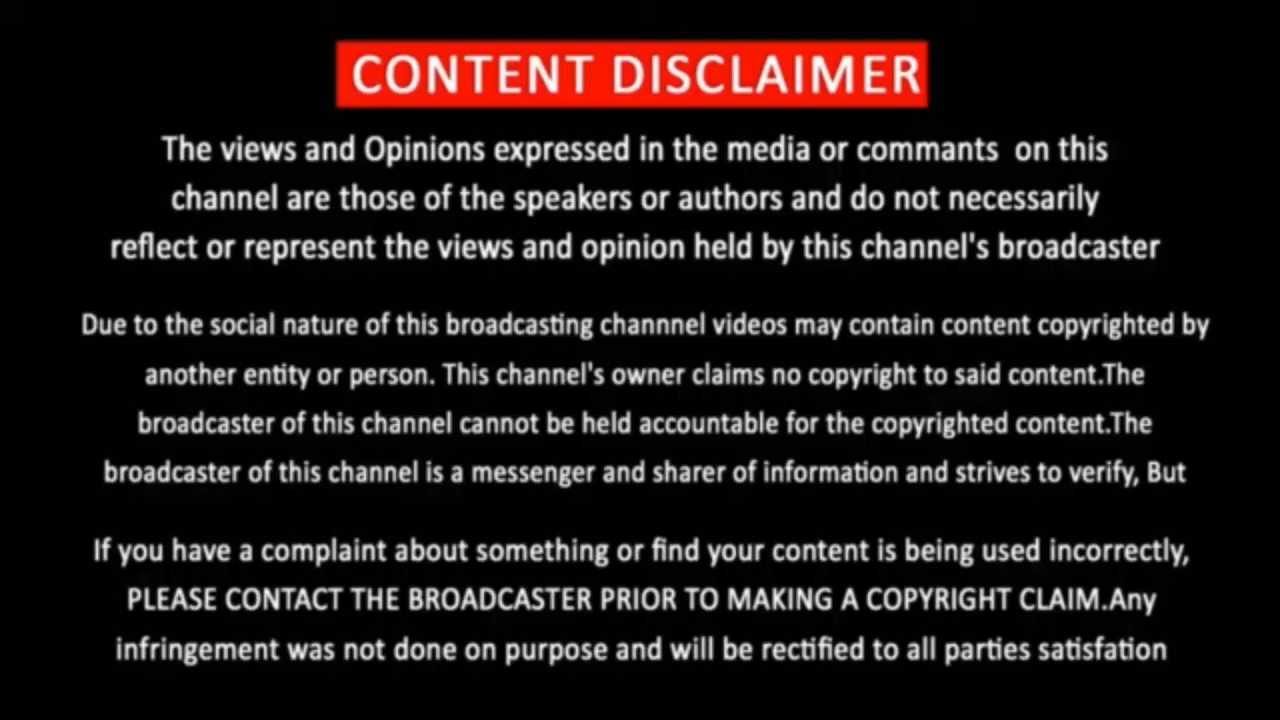 CONTENT DISCLAIMER
The views and Opinions expressed in the media or commants on this
channel are those of the speakers or authors and do not necessarily
reflect or represent the views and opinion held by this channel's broadcaster
Due to the social nature of this broadcasting channnel videos may contain content copyrighted by
another entity or person. This channel's owner claims no copyright to said content.The
broadcaster of this channel cannot be held accountable for the copyrighted content.The
broadcaster of this channel is a messenger and sharer of information and strives to verify, But
If you have a complaint about something or find your content is being used incorrectly,
PLEASE CONTACT THE BROADCASTER PRIOR TO MAKING A COPYRIGHT CLAIM.Any
infringement was not done on purpose and will be rectified to all parties satisfation